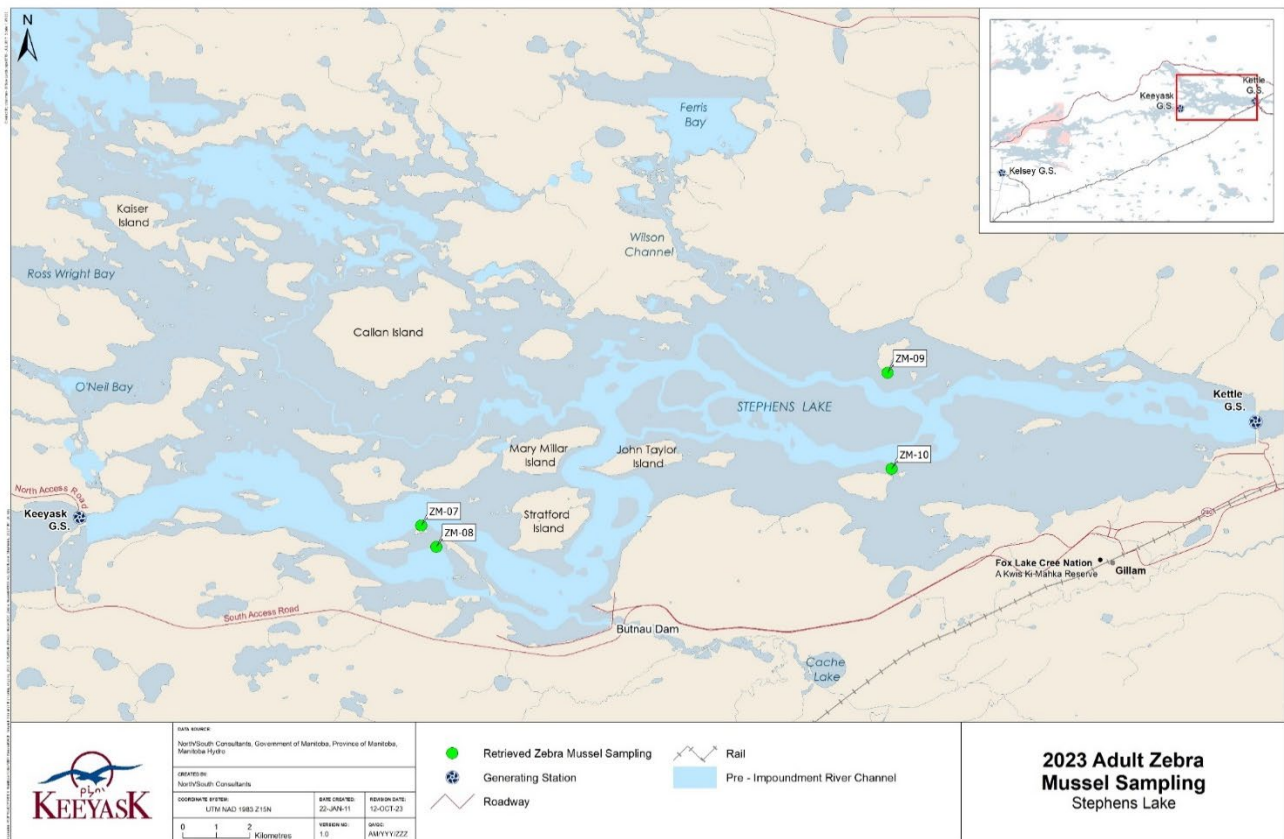 N
Ferris
Bay
Kettle
G.S.
Keeyask
G.S.
Kelsey G.S.
Kaiser
Island
Wilson
Channel
Ross Wright Bay
Callan Island
ZM-09
O'Neil Bay
STEPHENS LAKE
Kettle
G.S.
Mary Millar
Island
John Taylor
Island
ZM-10
North Access Road
Keeyask
G.S.
ZM-07
Stratford
Island
ZM-08
280
Fox Lake Cree Nation
A Kwis Ki-Mahka Reserve
Gillam
South Access Road
Butnau Dam
Cache
Lake
KEEYASK
DATA SOURCE:
North/South Consultants, Government of Manitoba, Province of Manitoba,
Manitoba Hydro
CREATED BY:
North/South Consultants
COORDINATE SYSTEM:
UTM NAD 1983 Z15N
DATE CREATED:
22-JAN-11
REVISION DATE:
12-OCT-23
0 1 2 Kilometres
VERSION NO:
1.0
QA/QC:
AM/YYY/ZZZ
Retrieved Zebra Mussel Sampling
Generating Station
Roadway
Rail
Pre - Impoundment River Channel
2023 Adult Zebra
Mussel Sampling
Stephens Lake